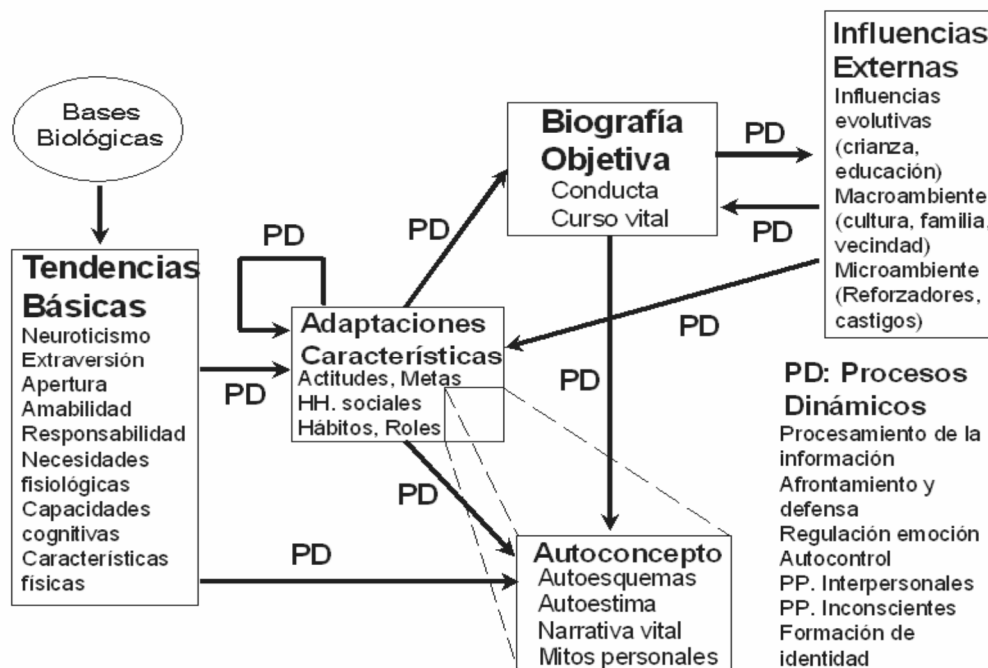 Bases
Biológicas
Tendencias
Básicas
Neuroticismo
Extraversión
Apertura
Amabilidad
Responsabilidad
Necesidades
fisiológicas
Capacidades
cognitivas
Características
físicas
PD
PD
PD
Adaptaciones
Características
Actitudes, Metas
HH. sociales
Hábitos, Roles
PD
PD
Biografía
Objetiva
Conducta
Curso vital
PD
PD
PD
PD
Autoconcepto
Autoesquemas
Autoestima
Narrativa vital
Mitos personales
Influencias
Externas
Influencias
evolutivas
(crianza,
educación)
Macroambiente
(cultura, familia,
vecindad)
Microambiente
(Reforzadores,
castigos)
PD: Procesos
Dinámicos
Procesamiento de la
información
Afrontamiento y
defensa
Regulación emoción
Autocontrol
PP. Interpersonales
PP. Inconscientes
Formación de
identidad